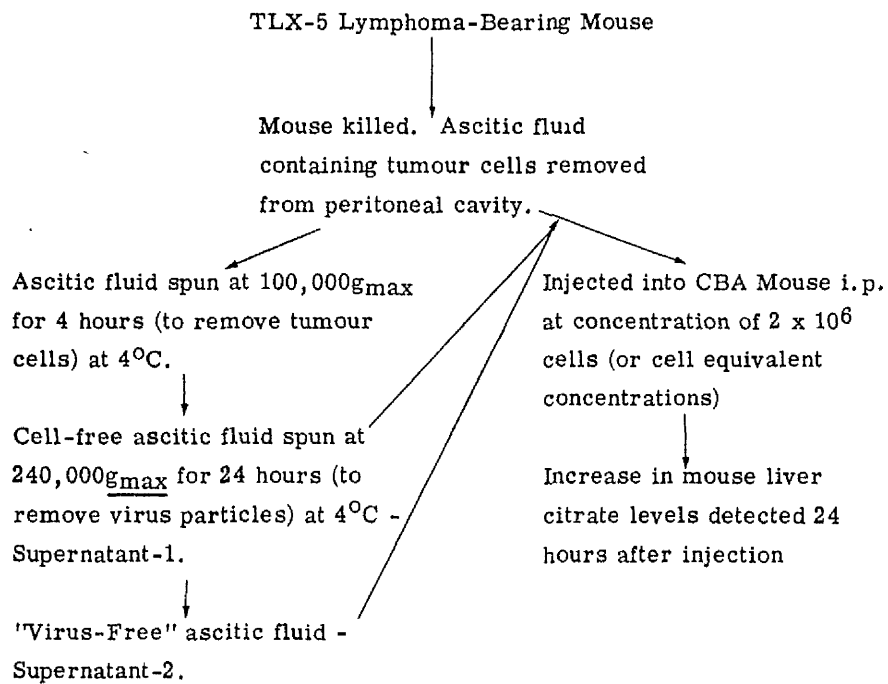 TLX-5 Lymphoma-Bearing Mouse
Mouse killed. Ascitic fluid
containing tumour cells removed
from peritoneal cavity.
Ascitic fluid spun at 100,000gmax
for 4 hours (to remove tumour
cells) at 4°C.
Cell-free ascitic fluid spun at
240,000gmax for 24 hours (to
remove virus particles) at 4°C -
Supernatant-1.
"Virus-Free" ascitic fluid -
Supernatant-2.
Injected into CBA Mouse i.p.
at concentration of 2 x 10⁶
cells (or cell equivalent
concentrations)
Increase in mouse liver
citrate levels detected 24
hours after injection